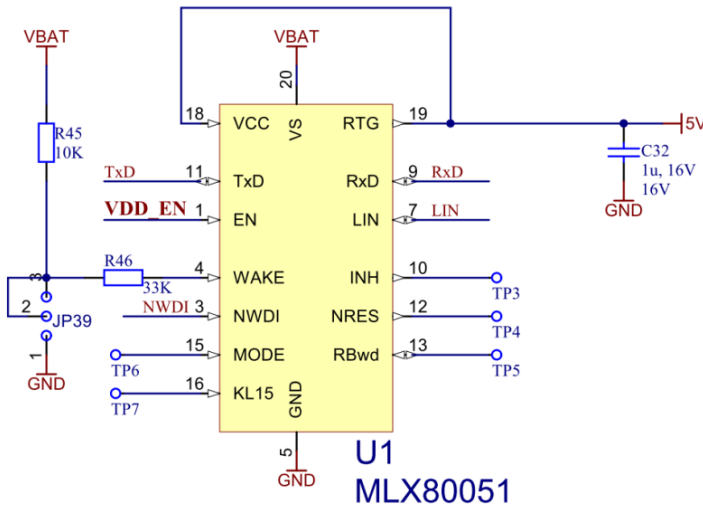 VBAT
VBAT
20
18
VCC
VS
RTG
19
5V
R45
10K
C32
1u, 16V
16V
GND
TxD
11
TxD
RxD
9
RxD
VDD_EN
1
EN
LIN
7
LIN
R46
33K
4
WAKE
INH
10
TP3
3
2
JP39
1
GND
NWDI
3
NWDI
NRES
12
TP4
TP6
15
MODE
RBwd
13
TP5
TP7
16
KL15
GND
5
GND
U1
MLX80051